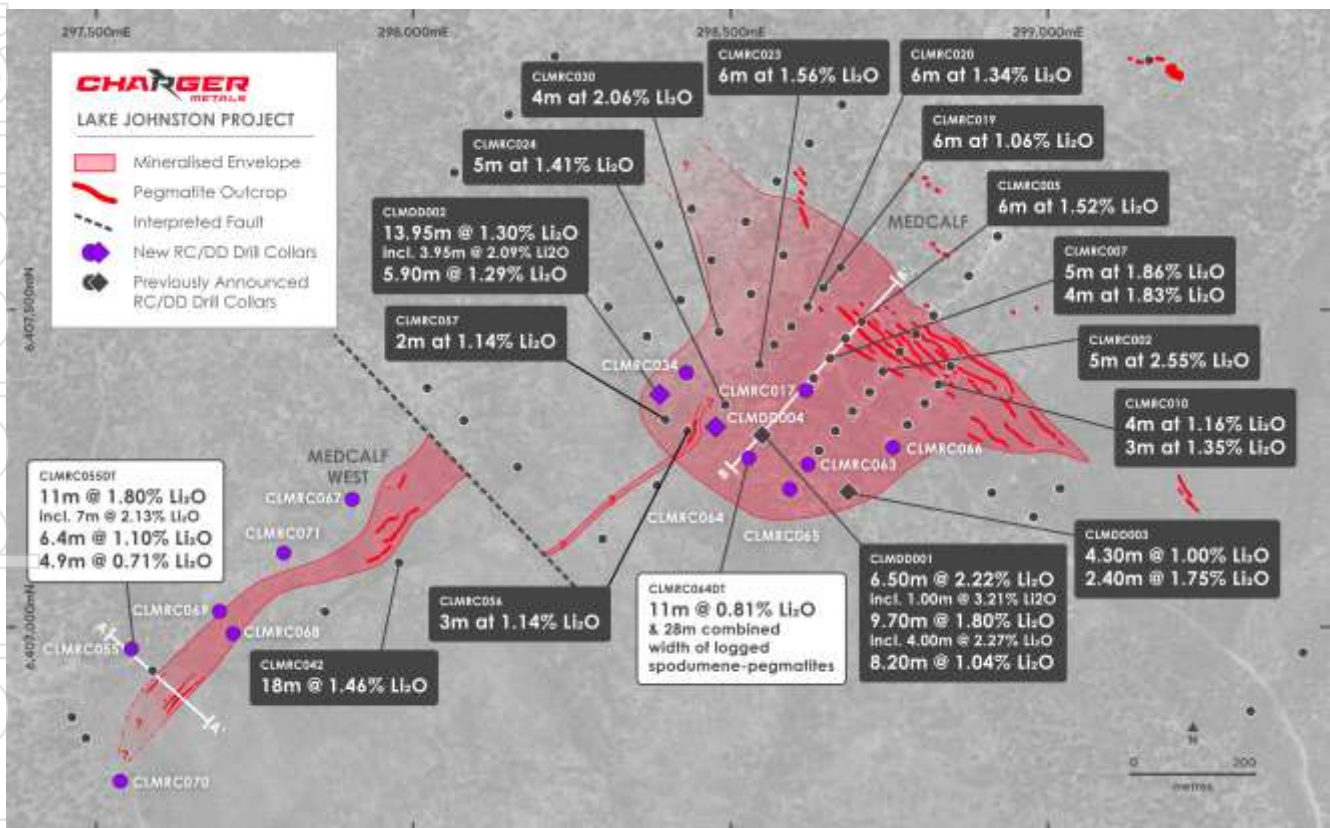 297,500mE
298,000mE
298,500mE
299,000mE
CHARGER
METALS
LAKE JOHNSTON PROJECT
Mineralised Envelope
Pegmatite Outcrop
Interpreted Fault
New RC/DD Drill Collars
Previously Announced
RC/DD Drill Collars
6,407,500mN
6,407,000mN
CLMRC030
4m at 2.06% Li₂O
CLMRC023
6m at 1.56% Li₂O
CLMRC020
6m at 1.34% Li₂O
CLMRC019
6m at 1.06% Li₂O
CLMRC024
5m at 1.41% Li₂O
CLMRC005
6m at 1.52% Li₂O
MEDCALF
CLMDD002
13.95m @ 1.30% Li₂O
incl. 3.95m @ 2.09% Li2O
5.90m @ 1.29% Li₂O
CLMRC007
5m at 1.86% Li₂O
4m at 1.83% Li₂O
CLMRC057
2m at 1.14% Li₂O
CLMRC002
5m at 2.55% Li₂O
CLMRC034
CLMRC017
CLMDD004
CLMRC010
4m at 1.16% Li₂O
3m at 1.35% Li₂O
B
B'
MEDCALF
WEST
CLMRC067
CLMRC071
CLMRC066
CLMRC063
CLMRC064
CLMRC065
CLMRC055DT
11m @ 1.80% Li₂O
incl. 7m @ 2.13% Li₂O
6.4m @ 1.10% Li₂O
4.9m @ 0.71% Li₂O
CLMDD003
4.30m @ 1.00% Li₂O
2.40m @ 1.75% Li₂O
CLMDD001
6.50m @ 2.22% Li₂O
incl. 1.00m @ 3.21% Li2O
9.70m @ 1.80% Li₂O
incl. 4.00m @ 2.27% Li₂O
8.20m @ 1.04% Li₂O
CLMRC064DT
11m @ 0.81% Li₂O
& 28m combined
width of logged
spodumene-pegmatites
CLMRC056
3m at 1.14% Li₂O
CLMRC069
CLMRC068
A
CLMRC055
A'
CLMRC042
18m @ 1.46% Li₂O
?
CLMRC070
N
0
200
metres